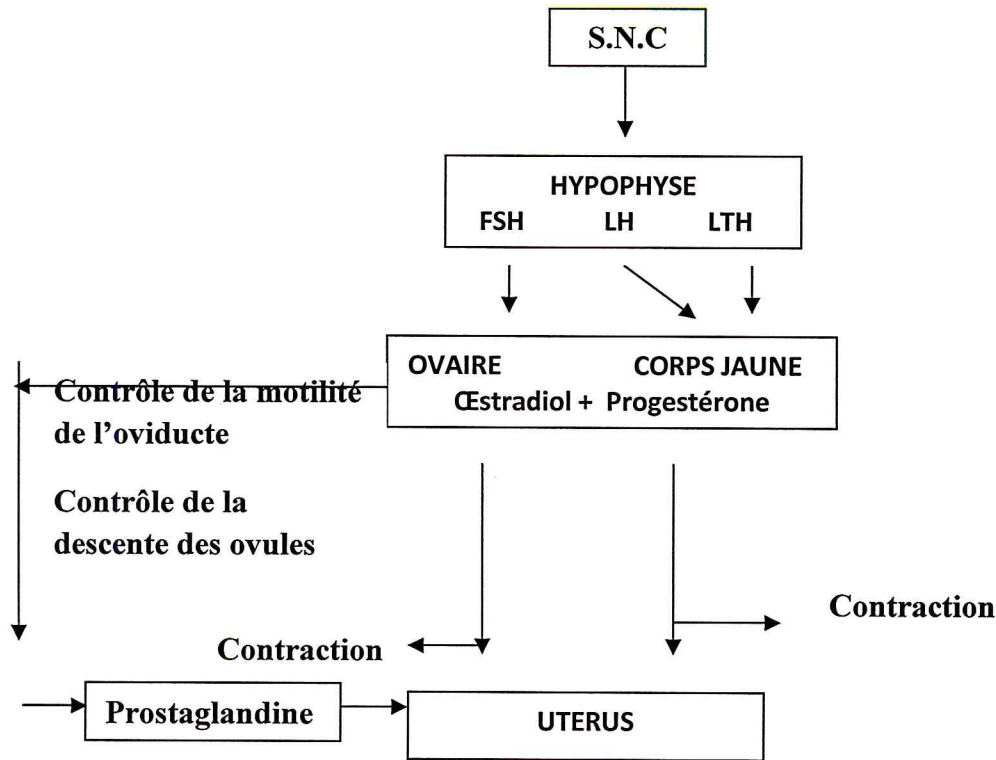 S.N.C
HYPOPHYSE
FSH LH LTH
OVAIRE CORPS JAUNE
Œstradiol + Progestérone
Contrôle de la motilité
de l’oviducte
Contrôle de la
descente des ovules
Contraction
Contraction
Prostaglandine
UTERUS